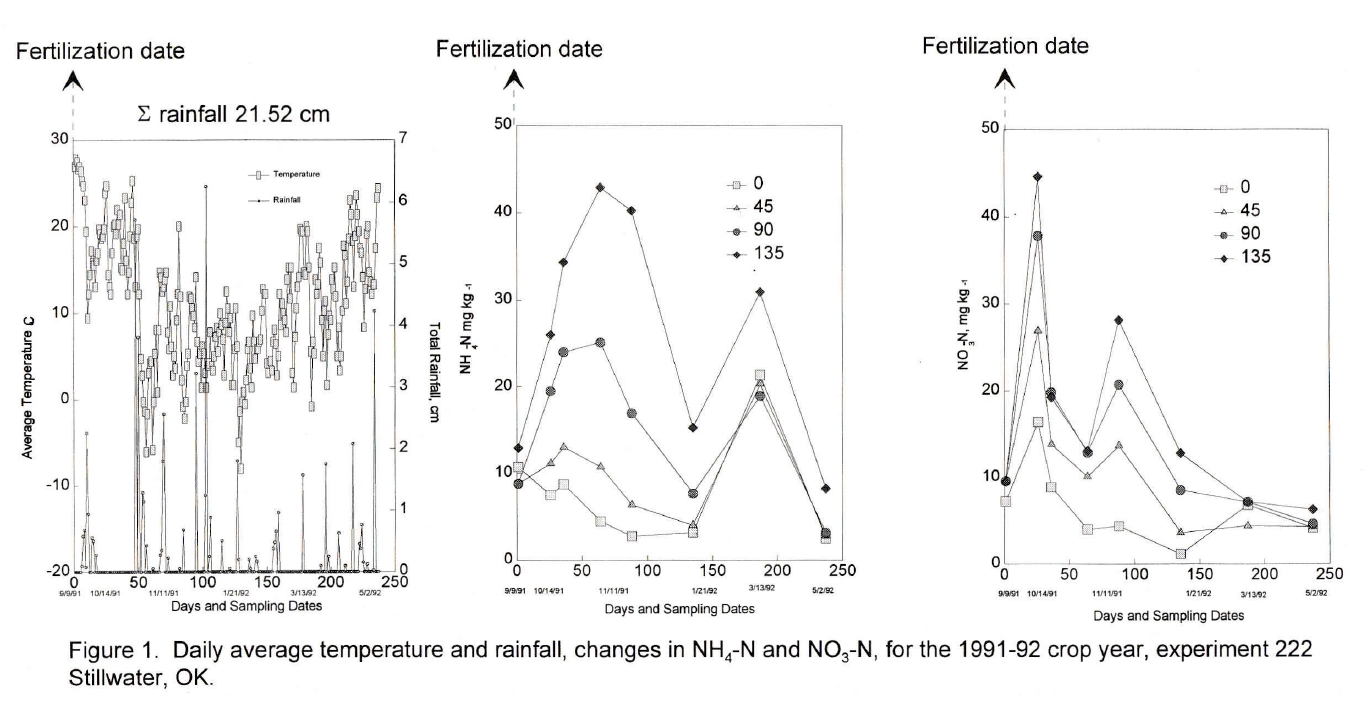 Fertilization date
Σ rainfall 21.52 cm
30
20
10
0
-10
-20
7
6
5
4
3
2
1
0
Temperature
Rainfall
Average Temperature C
Total Rainfall, cm
0 50 100 150 200 250
9/9/91 10/14/91 11/11/91 1/21/92 3/13/92 5/2/92
Days and Sampling Dates
Fertilization date
50
40
30
20
10
0
0
45
90
135
NH4-N mg kg-1
0 50 100 150 200 250
9/9/91 10/14/91 11/11/91 1/21/92 3/13/92 5/2/92
Days and Sampling Dates
Fertilization date
50
40
30
20
10
0
0
45
90
135
NO3-N, mg kg-1
0 50 100 150 200 250
9/9/91 10/14/91 11/11/91 1/21/92 3/13/92 5/2/92
Days and Sampling Dates
Figure 1. Daily average temperature and rainfall, changes in NH4-N and NO3-N, for the 1991-92 crop year, experiment 222
Stillwater, OK.